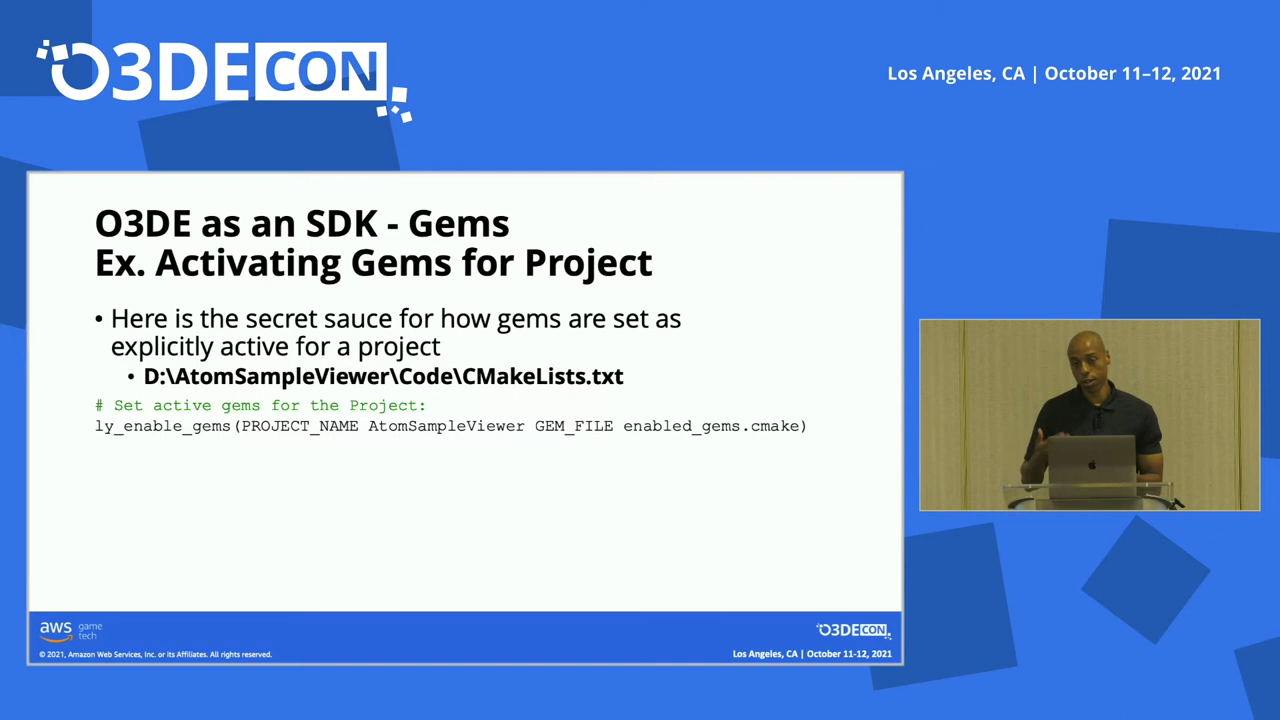 O3DECON
Los Angeles, CA | October 11–12, 2021
O3DE as an SDK - Gems
Ex. Activating Gems for Project
• Here is the secret sauce for how gems are set as
explicitly active for a project
• D:\AtomSampleViewer\Code\CMakeLists.txt
# Set active gems for the Project:
ly_enable_gems(PROJECT_NAME AtomSampleViewer GEM_FILE enabled_gems.cmake)
aws game
tech
O3DECON
© 2021, Amazon Web Services, Inc. or its Affiliates. All rights reserved.
Los Angeles, CA | October 11-12, 2021